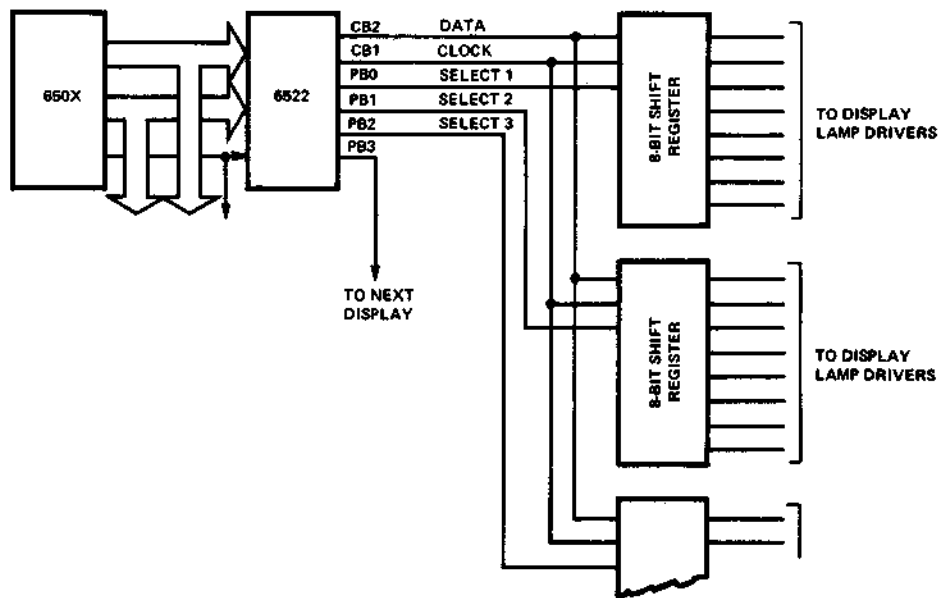 650X
6522
CB2 DATA
CB1 CLOCK
PB0 SELECT 1
PB1 SELECT 2
PB2 SELECT 3
PB3
TO NEXT
DISPLAY
8-BIT SHIFT
REGISTER
TO DISPLAY
LAMP DRIVERS
8-BIT SHIFT
REGISTER
TO DISPLAY
LAMP DRIVERS